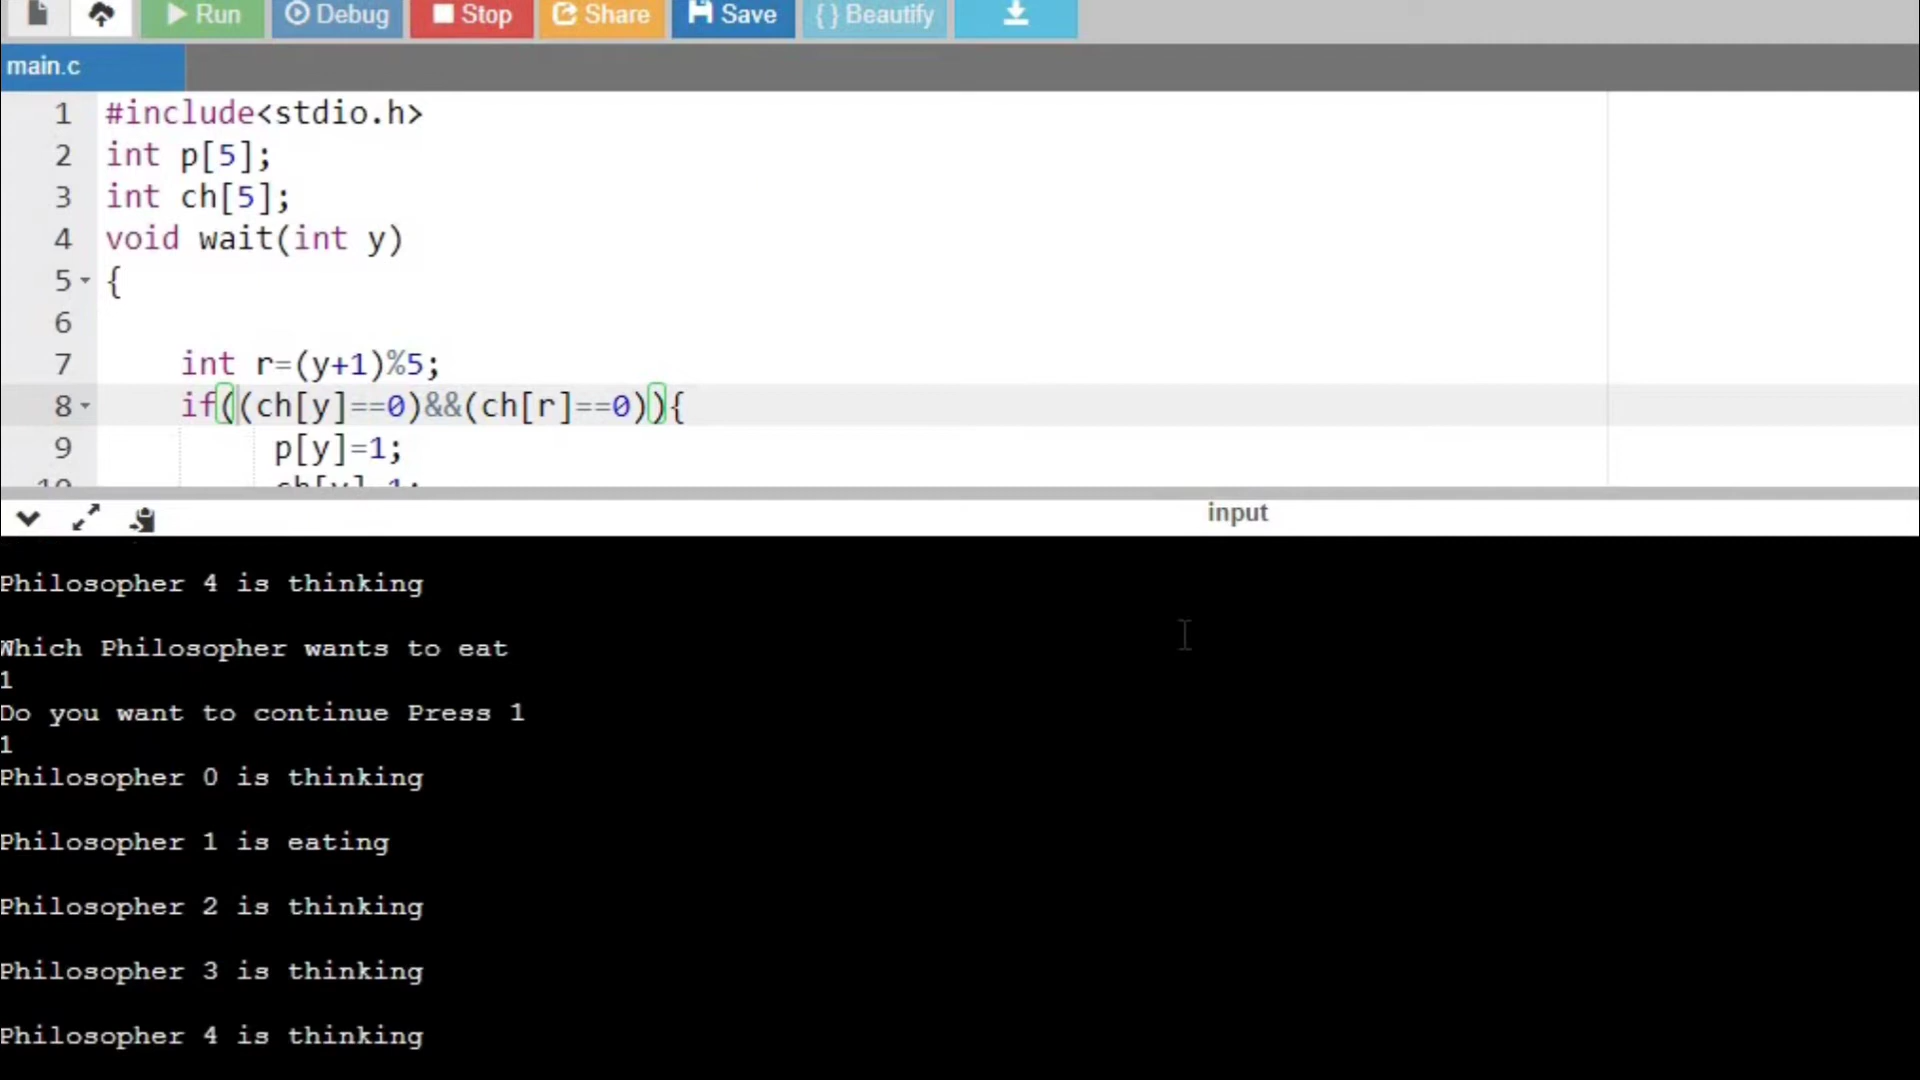 Run Debug Stop Share Save {} Beautify
main.c
1 #include<stdio.h>
2 int p[5];
3 int ch[5];
4 void wait(int y)
5 {
6
7 int r=(y+1)%5;
8 if((ch[y]==0)&&(ch[r]==0)){
9 p[y]=1;
10 ch[y]=1;
input
Philosopher 4 is thinking
Which Philosopher wants to eat
1
Do you want to continue Press 1
1
Philosopher 0 is thinking
Philosopher 1 is eating
Philosopher 2 is thinking
Philosopher 3 is thinking
Philosopher 4 is thinking